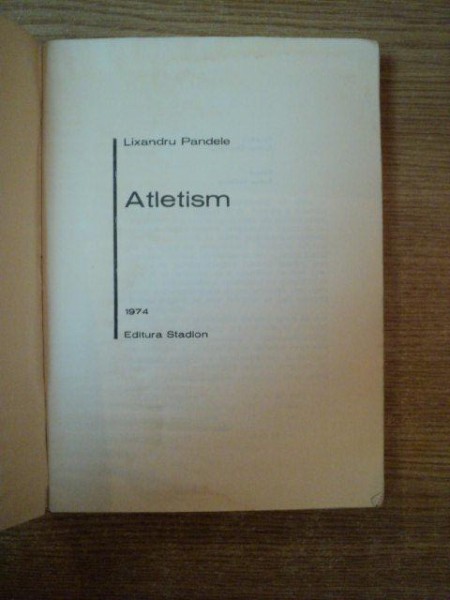 Lixandru Pandele
Atletism
1974
Editura Stadion